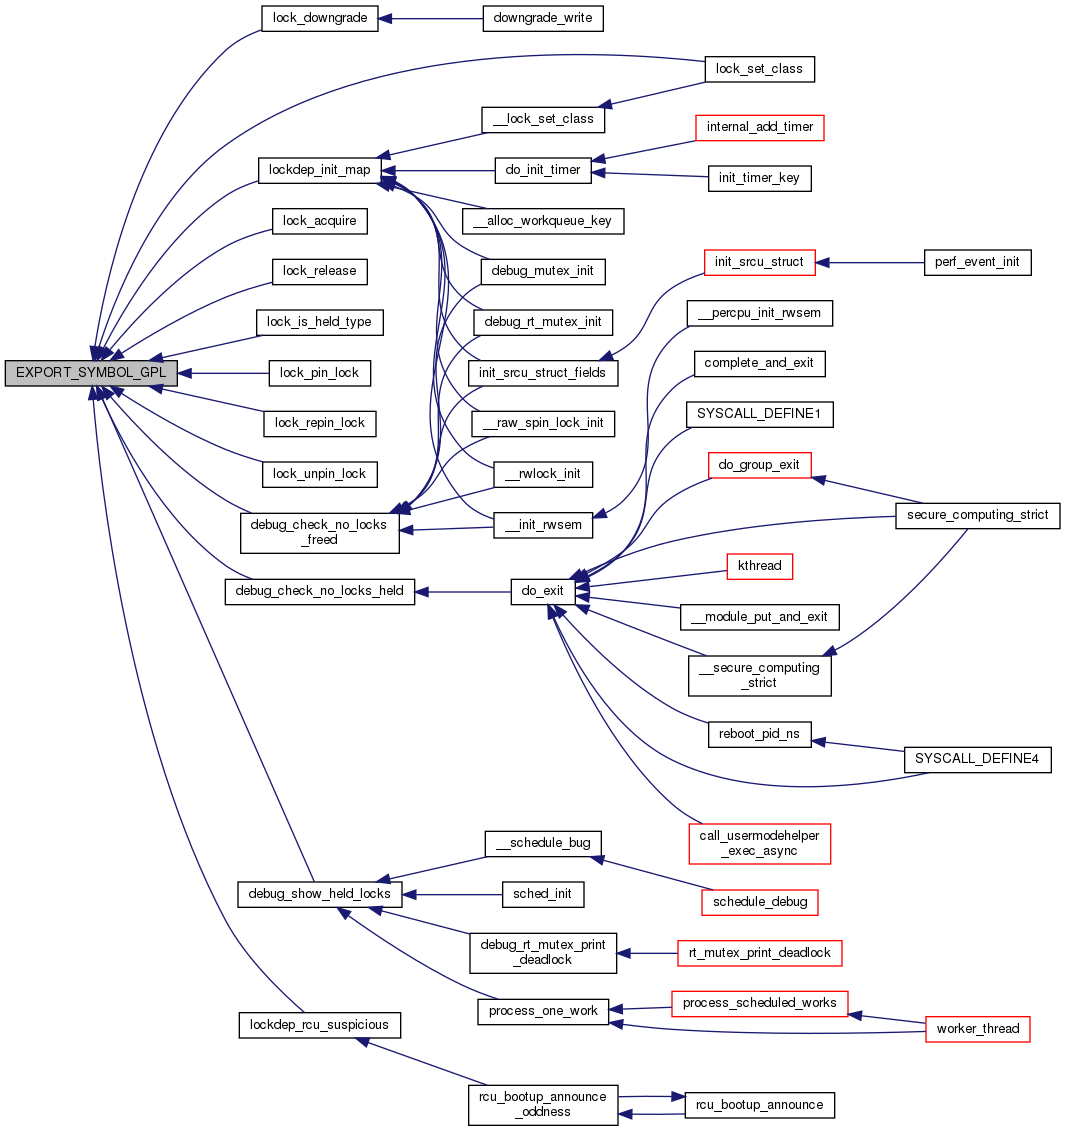 lock_downgrade
downgrade_write
lock_set_class
__lock_set_class
internal_add_timer
lockdep_init_map
do_init_timer
init_timer_key
lock_acquire
__alloc_workqueue_key
lock_release
debug_mutex_init
init_srcu_struct
perf_event_init
lock_is_held_type
debug_rt_mutex_init
__percpu_init_rwsem
EXPORT_SYMBOL_GPL
lock_pin_lock
init_srcu_struct_fields
complete_and_exit
lock_repin_lock
__raw_spin_lock_init
SYSCALL_DEFINE1
lock_unpin_lock
__rwlock_init
do_group_exit
debug_check_no_locks
_freed
__init_rwsem
secure_computing_strict
kthread
debug_check_no_locks_held
do_exit
__module_put_and_exit
__secure_computing
_strict
reboot_pid_ns
SYSCALL_DEFINE4
call_usermodehelper
_exec_async
__schedule_bug
debug_show_held_locks
sched_init
schedule_debug
debug_rt_mutex_print
_deadlock
rt_mutex_print_deadlock
process_one_work
process_scheduled_works
worker_thread
lockdep_rcu_suspicious
rcu_bootup_announce
_oddness
rcu_bootup_announce